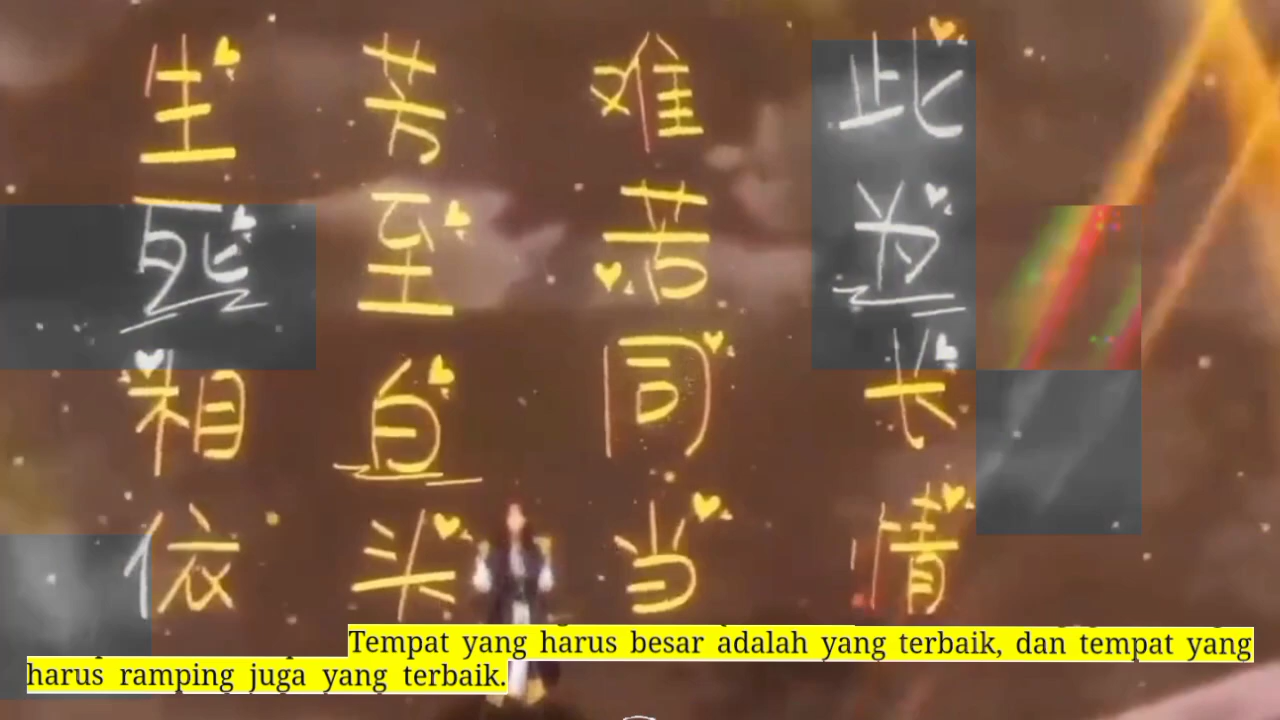 生死相依
芳至白头
难苦同当
此为长情
Tempat yang harus besar adalah yang terbaik, dan tempat yang
harus ramping juga yang terbaik.